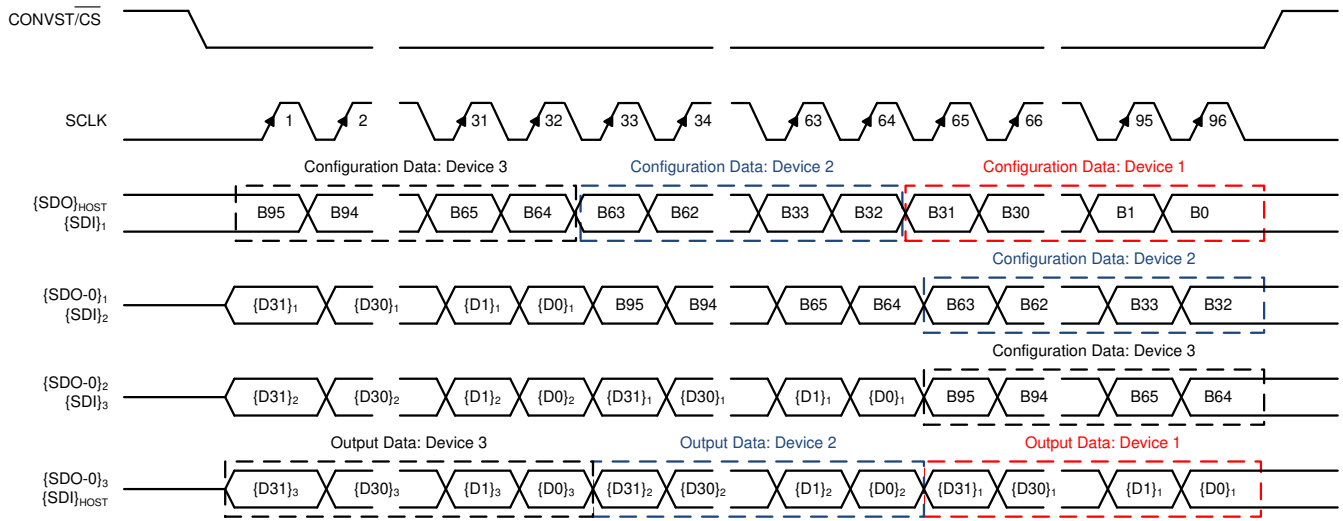 CONVST/CS
SCLK
1 2 31 32 33 34 63 64 65 66 95 96
Configuration Data: Device 3 Configuration Data: Device 2 Configuration Data: Device 1
{SDO}HOST
{SDI}1
B95 B94 B65 B64 B63 B62 B33 B32 B31 B30 B1 B0
Configuration Data: Device 2
{SDO-0}1
{SDI}2
{D31}1 {D30}1 {D1}1 {D0}1 B95 B94 B65 B64 B63 B62 B33 B32
Configuration Data: Device 3
{SDO-0}2
{SDI}3
{D31}2 {D30}2 {D1}2 {D0}2 {D31}1 {D30}1 {D1}1 {D0}1 B95 B94 B65 B64
Output Data: Device 3 Output Data: Device 2 Output Data: Device 1
{SDO-0}3
{SDI}HOST
{D31}3 {D30}3 {D1}3 {D0}3 {D31}2 {D30}2 {D1}2 {D0}2 {D31}1 {D30}1 {D1}1 {D0}1